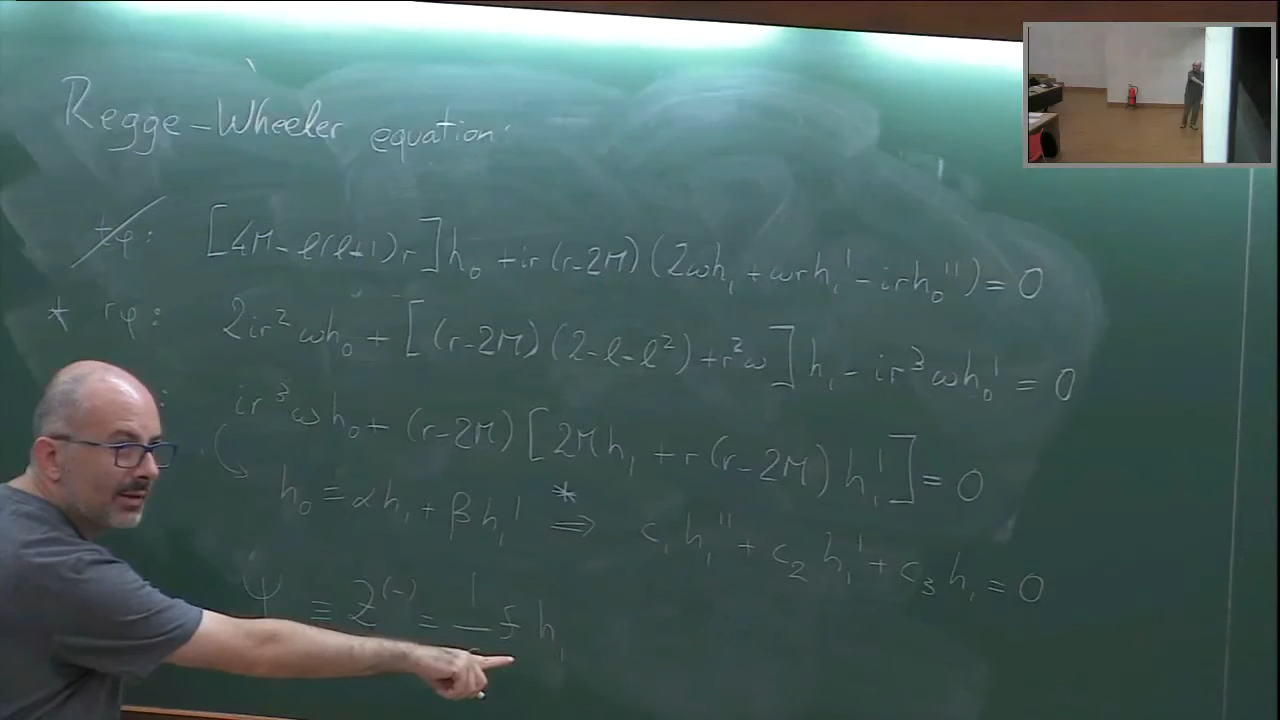 Regge-Wheeler equation:
tφ: [4M-ℓ(ℓ+1)r]h₀ + ir(r-2M)(2ωh₁+ωrh₁'-irh₀'')=0
* rφ: 2ir²ωh₀ + [(r-2M)(2-ℓ-ℓ²)+r²ω]h₁ - ir³ωh₀' = 0
: ir³ωh₀ + (r-2M)[2Mh₁ + r(r-2M)h₁'] = 0
h₀ = αh₁ + βh₁' *⇒ c₁h₁'' + c₂h₁' + c₃h₁ = 0
Ψ ≡ Z⁽⁻⁾ = 1 f h₁